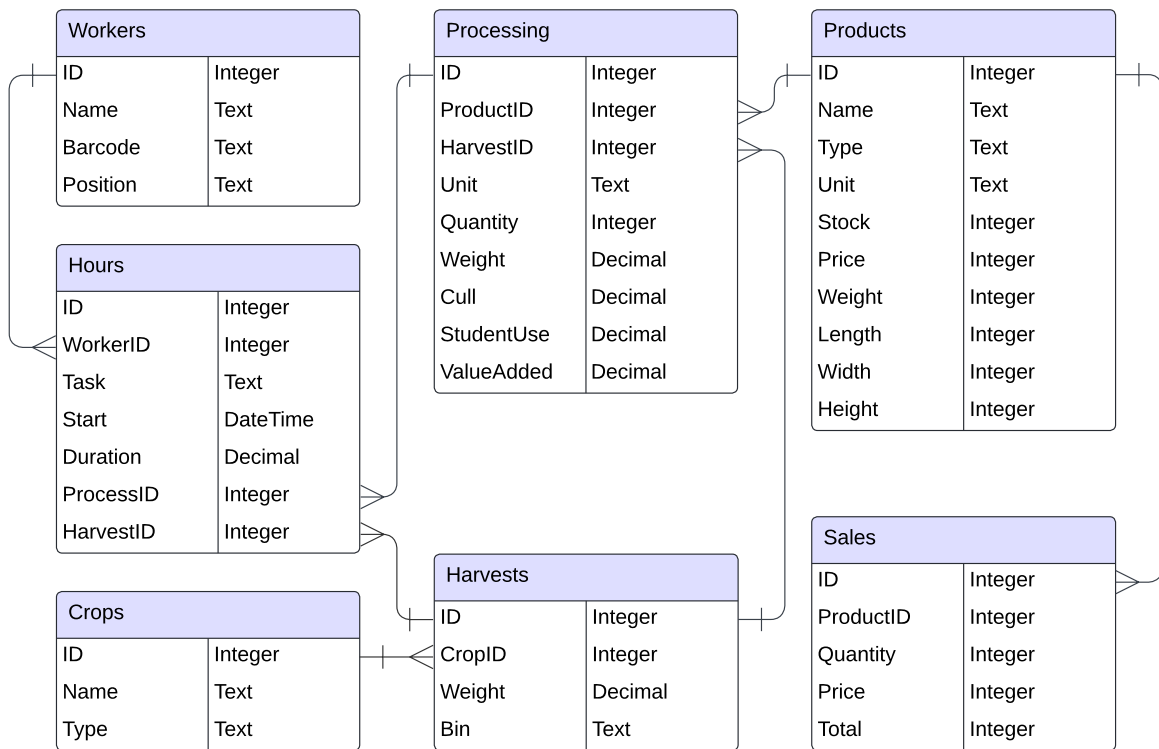 Workers
ID Integer
Name Text
Barcode Text
Position Text
Hours
ID Integer
WorkerID Integer
Task Text
Start DateTime
Duration Decimal
ProcessID Integer
HarvestID Integer
Crops
ID Integer
Name Text
Type Text
Processing
ID Integer
ProductID Integer
HarvestID Integer
Unit Text
Quantity Integer
Weight Decimal
Cull Decimal
StudentUse Decimal
ValueAdded Decimal
Harvests
ID Integer
CropID Integer
Weight Decimal
Bin Text
Products
ID Integer
Name Text
Type Text
Unit Text
Stock Integer
Price Integer
Weight Integer
Length Integer
Width Integer
Height Integer
Sales
ID Integer
ProductID Integer
Quantity Integer
Price Integer
Total Integer